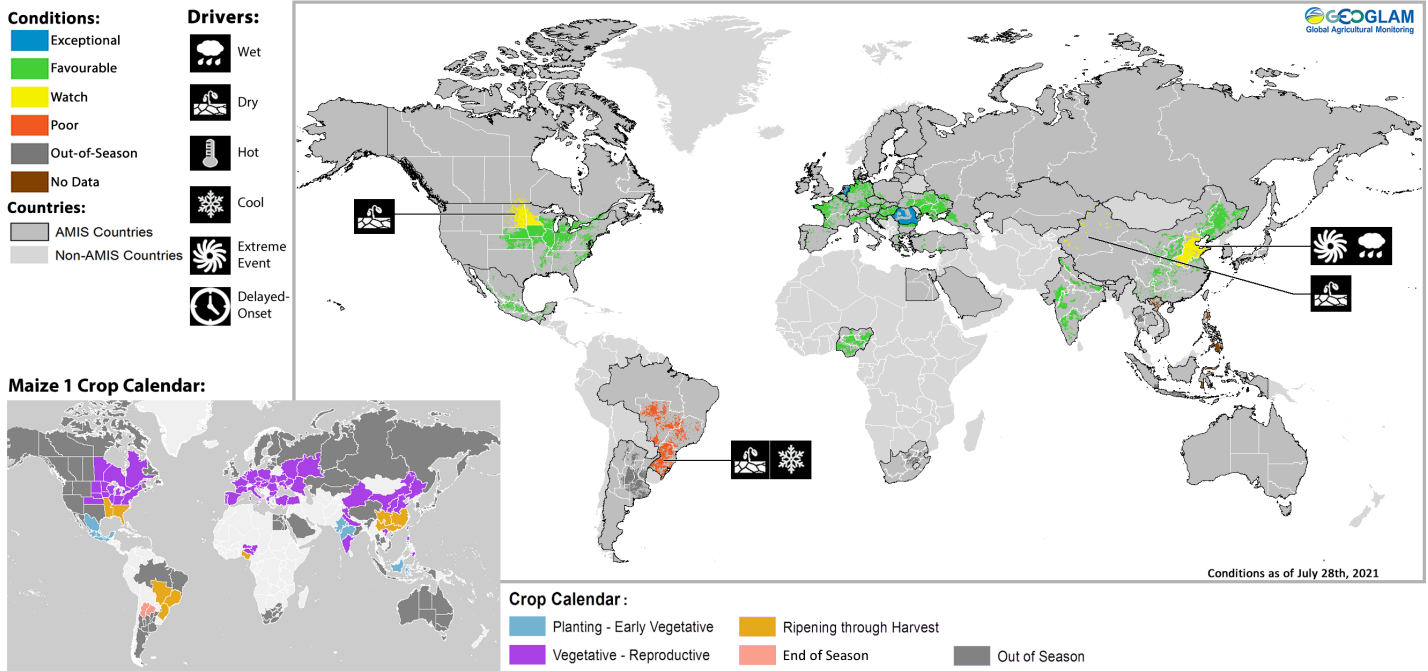 Conditions:
Exceptional
Favourable
Watch
Poor
Out-of-Season
No Data
Countries:
AMIS Countries
Non-AMIS Countries
Drivers:
Wet
Dry
Hot
Cool
Extreme
Event
Delayed-
Onset
GEOGLAM
Global Agricultural Monitoring
Maize 1 Crop Calendar:
Conditions as of July 28th, 2021
Crop Calendar :
Planting - Early Vegetative
Ripening through Harvest
Vegetative - Reproductive
End of Season
Out of Season